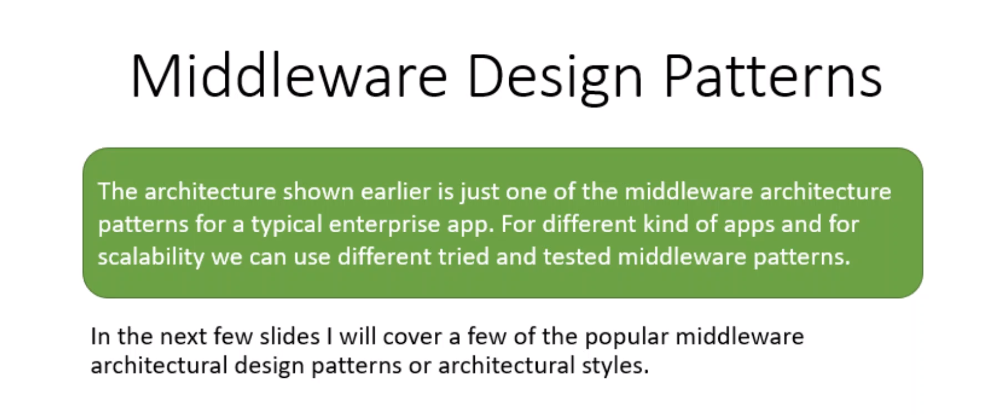 Middleware Design Patterns
The architecture shown earlier is just one of the middleware architecture
patterns for a typical enterprise app. For different kind of apps and for
scalability we can use different tried and tested middleware patterns.
In the next few slides I will cover a few of the popular middleware
architectural design patterns or architectural styles.